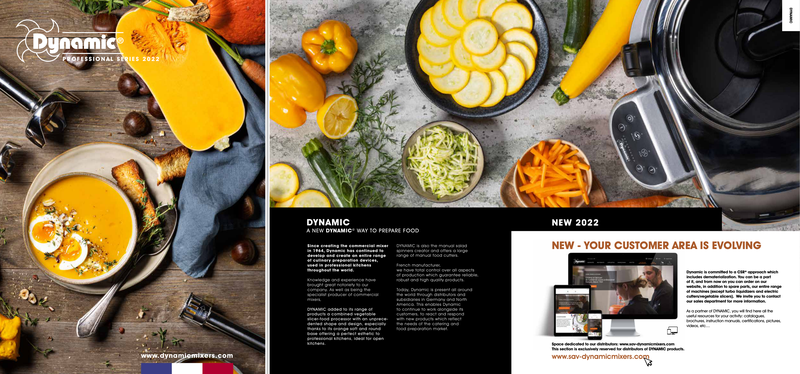 Dynamic®
PROFESSIONAL SERIES 2022
www.dynamicmixers.com
DYNAMIC
A NEW DYNAMIC® WAY TO PREPARE FOOD
Since creating the commercial mixer
in 1964, Dynamic has continued to
develop and create an entire range
of culinary preparation devices,
used in professional kitchens
throughout the world.
Knowledge and experience have
brought great notoriety to our
company. As well as being the
specialist producer of commercial
mixers,
DYNAMIC added to its range of
products a combined vegetable
slicer-food processor with an unprece-
dented shape and design, especially
thanks to its orange salt and round
base offering a perfect esthetic to
professional kitchens, ideal for open
kitchens.
DYNAMIC is also the manual salad
spinners creator and offers a large
range of manual food cutters.
French manufacturer,
we have total control over all aspects
of production which guarantee reliable,
robust and high quality products.
Today, Dynamic is present all around
the world through distributors and
subsidiaries in Germany and North
America. This enables Dynamic
to continue to work alongside its
customers, to react and respond
with new products which reflect
the needs of the catering and
food preparation market.
NEW 2022
NEW - YOUR CUSTOMER AREA IS EVOLVING
Dynamic is committed to a CSR® approach which
includes dematerialization. You can be a part
of it, and from now on you can order on our
website, in addition to spare parts, our entire range
of machines (except GMX/Turbo MAXI and electric
cutters/vegetable slicers). We invite you to contact
our sales department for more information.
As a partner of DYNAMIC, you will find here all the
useful resources for your activity: catalogues,
brochures, instruction manuals, certifications, pictures,
videos, etc...
Space dedicated to our distributors: www.sav-dynamicmixers.com
This section is exclusively reserved for distributors of DYNAMIC products.
www.sav-dynamicmixers.com